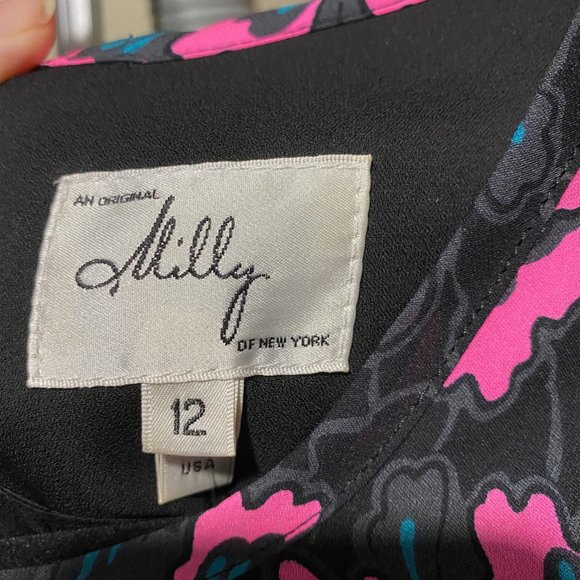 AN ORIGINAL
Milly
OF NEW YORK
12
USA